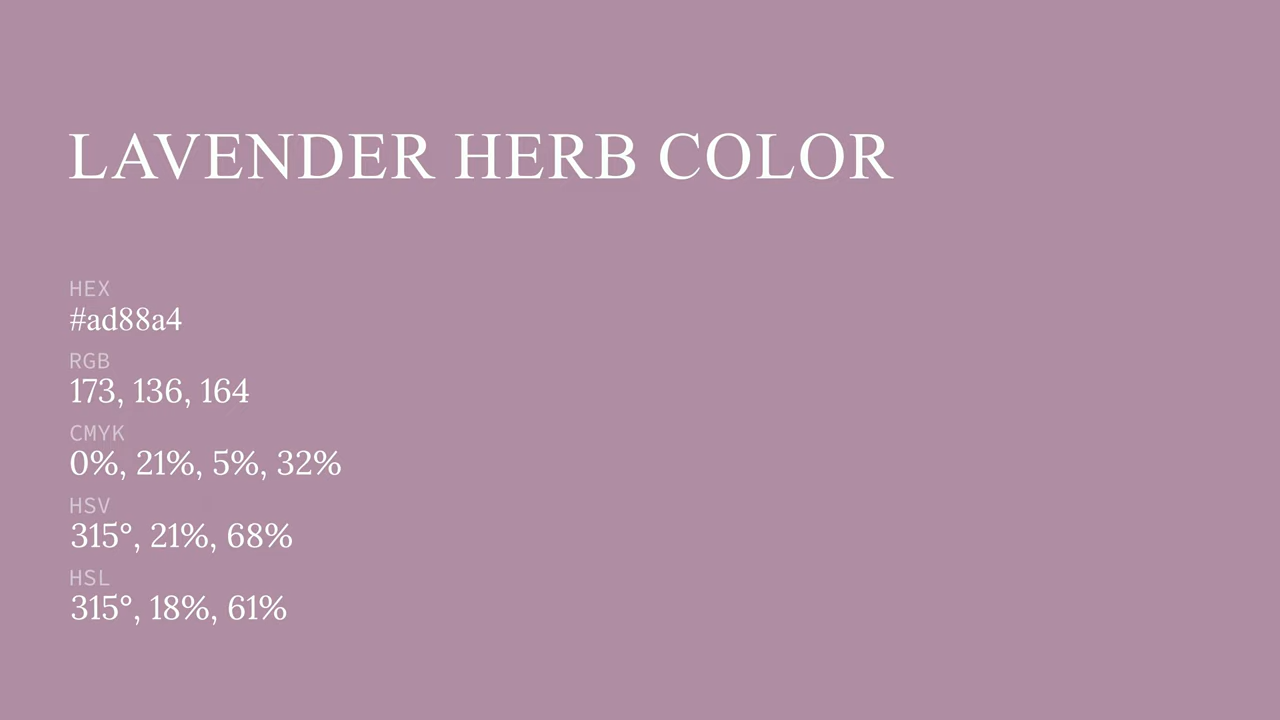 LAVENDER HERB COLOR
HEX
#ad88a4
RGB
173, 136, 164
CMYK
0%, 21%, 5%, 32%
HSV
315°, 21%, 68%
HSL
315°, 18%, 61%